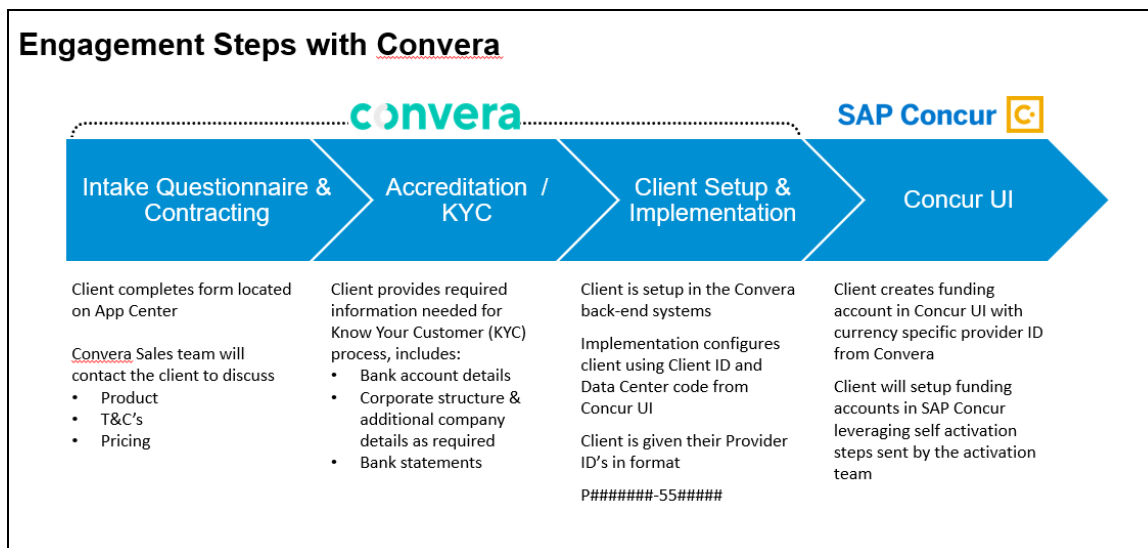 Engagement Steps with Convera
convera
SAP Concur C
Intake Questionnaire &
Contracting
Accreditation /
KYC
Client Setup &
Implementation
Concur UI
Client completes form located
on App Center
Convera Sales team will
contact the client to discuss
• Product
• T&C's
• Pricing
Client provides required
information needed for
Know Your Customer (KYC)
process, includes:
• Bank account details
• Corporate structure &
additional company
details as required
• Bank statements
Client is setup in the Convera
back-end systems
Implementation configures
client using Client ID and
Data Center code from
Concur UI
Client is given their Provider
ID's in format
P#######-55#####
Client creates funding
account in Concur UI with
currency specific provider ID
from Convera
Client will setup funding
accounts in SAP Concur
leveraging self activation
steps sent by the activation
team